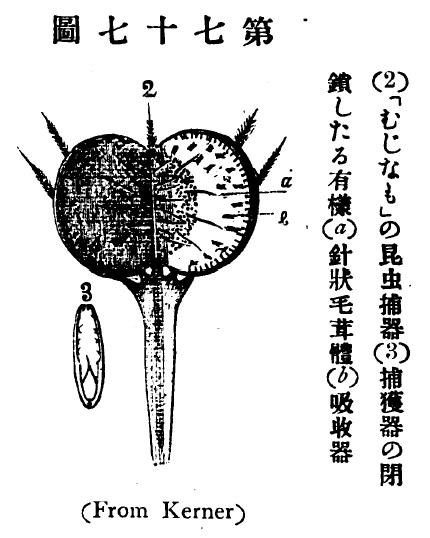 第七十七圖
(2)「むじなも」の昆虫捕器(3)捕獲器の閉
鎖したる有樣(a)針狀毛茸體(b)吸收器
2
a
b
3
(From Kerner)